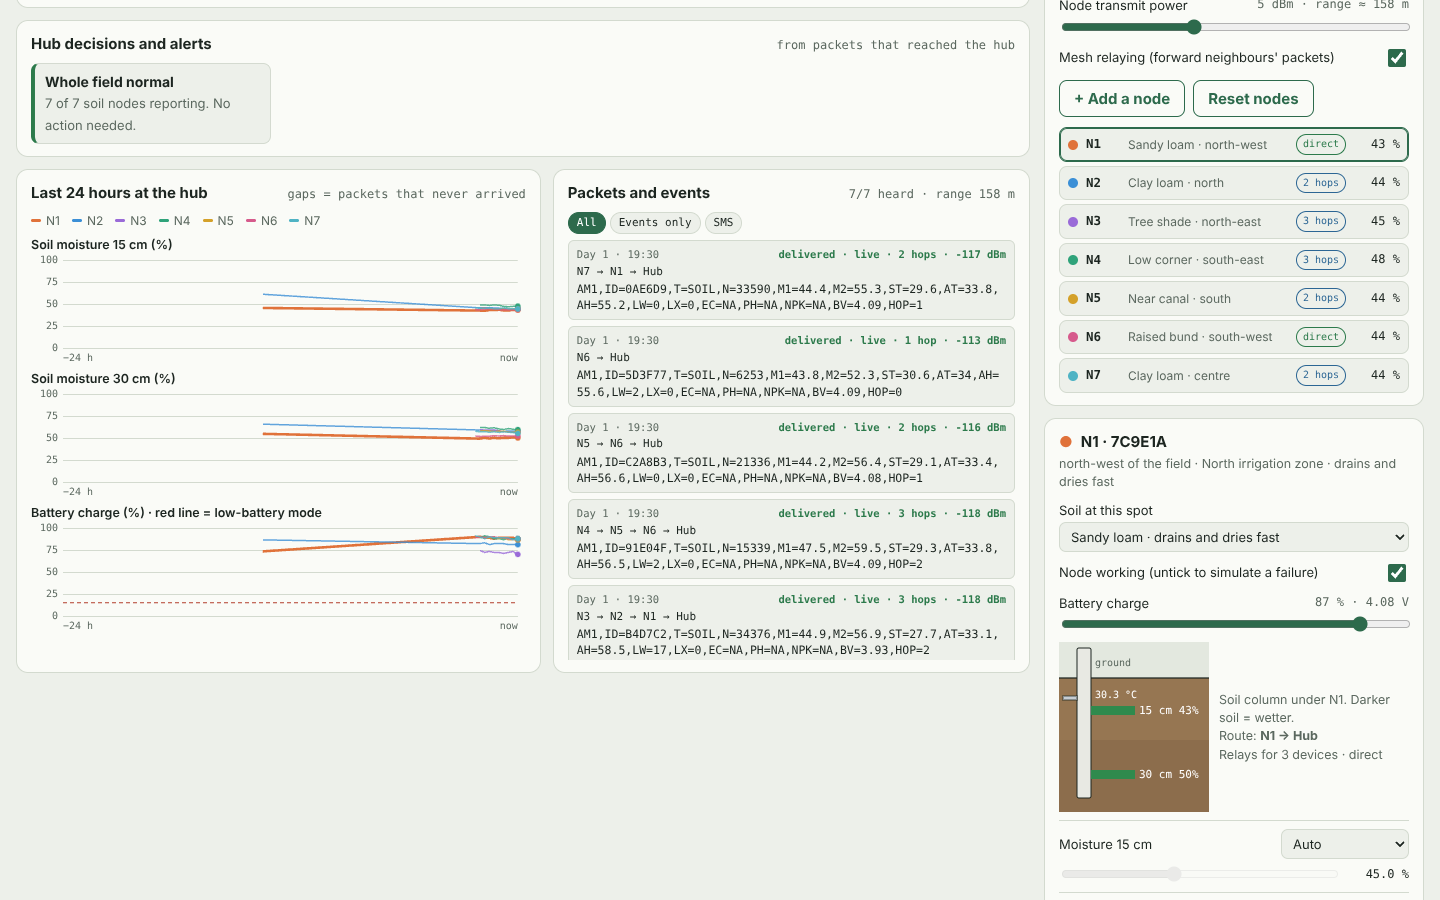 Hub decisions and alerts
from packets that reached the hub
Whole field normal
7 of 7 soil nodes reporting. No
action needed.
Last 24 hours at the hub
gaps = packets that never arrived
N1 N2 N3 N4 N5 N6 N7
Soil moisture 15 cm (%)
100
75
50
25
0
−24 h
now
Soil moisture 30 cm (%)
100
75
50
25
0
−24 h
now
Battery charge (%) · red line = low-battery mode
100
75
50
25
0
−24 h
now
Packets and events
7/7 heard · range 158 m
All Events only SMS
Day 1 · 19:30 delivered · live · 2 hops · -117 dBm
N7 → N1 → Hub
AM1,ID=0AE6D9,T=SOIL,N=33590,M1=44.4,M2=55.3,ST=29.6,AT=33.8,
AH=55.2,LW=0,LX=0,EC=NA,PH=NA,NPK=NA,BV=4.09,HOP=1
Day 1 · 19:30 delivered · live · 1 hop · -113 dBm
N6 → Hub
AM1,ID=5D3F77,T=SOIL,N=6253,M1=43.8,M2=52.3,ST=30.6,AT=34,AH=
55.6,LW=2,LX=0,EC=NA,PH=NA,NPK=NA,BV=4.09,HOP=0
Day 1 · 19:30 delivered · live · 2 hops · -116 dBm
N5 → N6 → Hub
AM1,ID=C2A8B3,T=SOIL,N=21336,M1=44.2,M2=56.4,ST=29.1,AT=33.4,
AH=56.6,LW=0,LX=0,EC=NA,PH=NA,NPK=NA,BV=4.08,HOP=1
Day 1 · 19:30 delivered · live · 3 hops · -118 dBm
N4 → N5 → N6 → Hub
AM1,ID=91E04F,T=SOIL,N=15339,M1=47.5,M2=59.5,ST=29.3,AT=33.8,
AH=56.5,LW=2,LX=0,EC=NA,PH=NA,NPK=NA,BV=4.09,HOP=2
Day 1 · 19:30 delivered · live · 3 hops · -118 dBm
N3 → N2 → N1 → Hub
AM1,ID=B4D7C2,T=SOIL,N=34376,M1=44.9,M2=56.9,ST=27.7,AT=33.1,
AH=58.5,LW=17,LX=0,EC=NA,PH=NA,NPK=NA,BV=3.93,HOP=2
Node transmit power 5 dBm · range ≈ 158 m
Mesh relaying (forward neighbours' packets)
+ Add a node Reset nodes
N1 Sandy loam · north-west direct 43 %
N2 Clay loam · north 2 hops 44 %
N3 Tree shade · north-east 3 hops 45 %
N4 Low corner · south-east 3 hops 48 %
N5 Near canal · south 2 hops 44 %
N6 Raised bund · south-west direct 44 %
N7 Clay loam · centre 2 hops 44 %
N1 · 7C9E1A
north-west of the field · North irrigation zone · drains and
dries fast
Soil at this spot
Sandy loam · drains and dries fast
Node working (untick to simulate a failure)
Battery charge 87 % · 4.08 V
ground
30.3 °C
15 cm 43%
30 cm 50%
Soil column under N1. Darker
soil = wetter.
Route: N1 → Hub
Relays for 3 devices · direct
Moisture 15 cm Auto
45.0 %